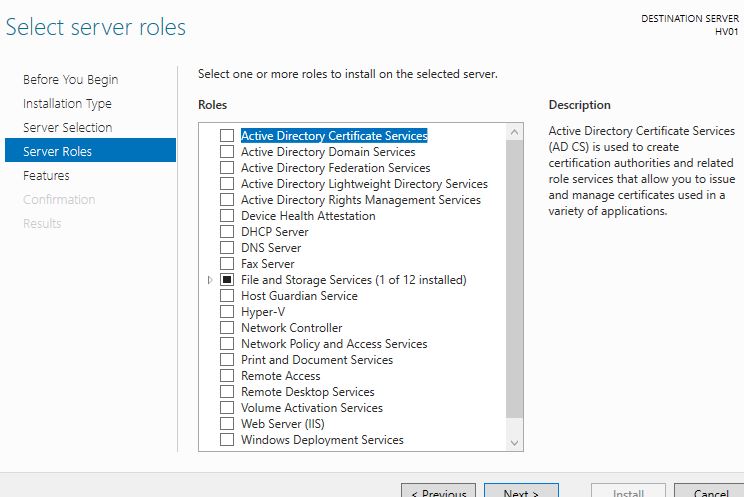 Select server roles
DESTINATION SERVER
HV01
Before You Begin
Installation Type
Server Selection
Server Roles
Features
Confirmation
Results
Select one or more roles to install on the selected server.
Roles
Active Directory Certificate Services
Active Directory Domain Services
Active Directory Federation Services
Active Directory Lightweight Directory Services
Active Directory Rights Management Services
Device Health Attestation
DHCP Server
DNS Server
Fax Server
File and Storage Services (1 of 12 installed)
Host Guardian Service
Hyper-V
Network Controller
Network Policy and Access Services
Print and Document Services
Remote Access
Remote Desktop Services
Volume Activation Services
Web Server (IIS)
Windows Deployment Services
Description
Active Directory Certificate Services
(AD CS) is used to create
certification authorities and related
role services that allow you to issue
and manage certificates used in a
variety of applications.
< Previous
Next >
Install
Cancel